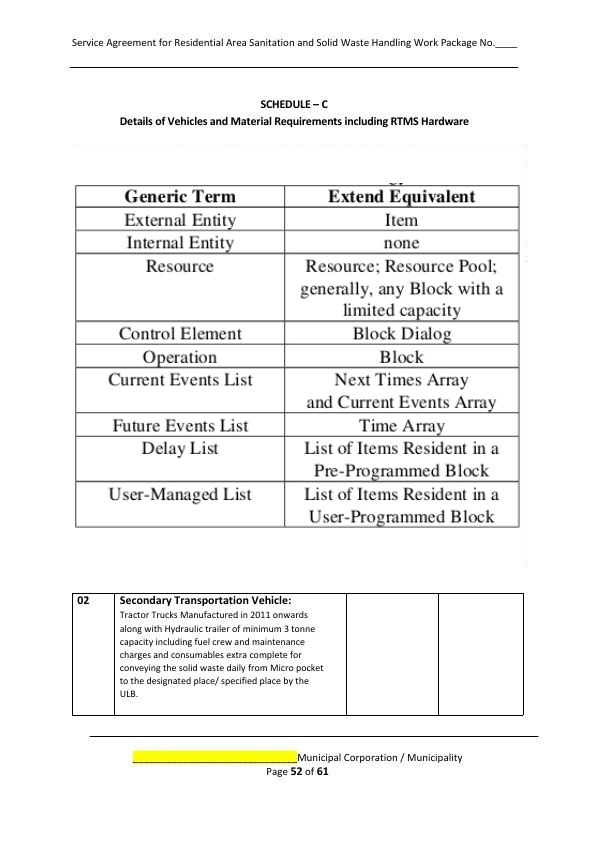 Service Agreement for Residential Area Sanitation and Solid Waste Handling Work Package No.____
SCHEDULE – C
Details of Vehicles and Material Requirements including RTMS Hardware
Generic Term Extend Equivalent
External Entity Item
Internal Entity none
Resource Resource; Resource Pool;
generally, any Block with a
limited capacity
Control Element Block Dialog
Operation Block
Current Events List Next Times Array
and Current Events Array
Future Events List Time Array
Delay List List of Items Resident in a
Pre-Programmed Block
User-Managed List List of Items Resident in a
User-Programmed Block
02 Secondary Transportation Vehicle:
Tractor Trucks Manufactured in 2011 onwards
along with Hydraulic trailer of minimum 3 tonne
capacity including fuel crew and maintenance
charges and consumables extra complete for
conveying the solid waste daily from Micro pocket
to the designated place/ specified place by the
ULB.
____________________________Municipal Corporation / Municipality
Page 52 of 61